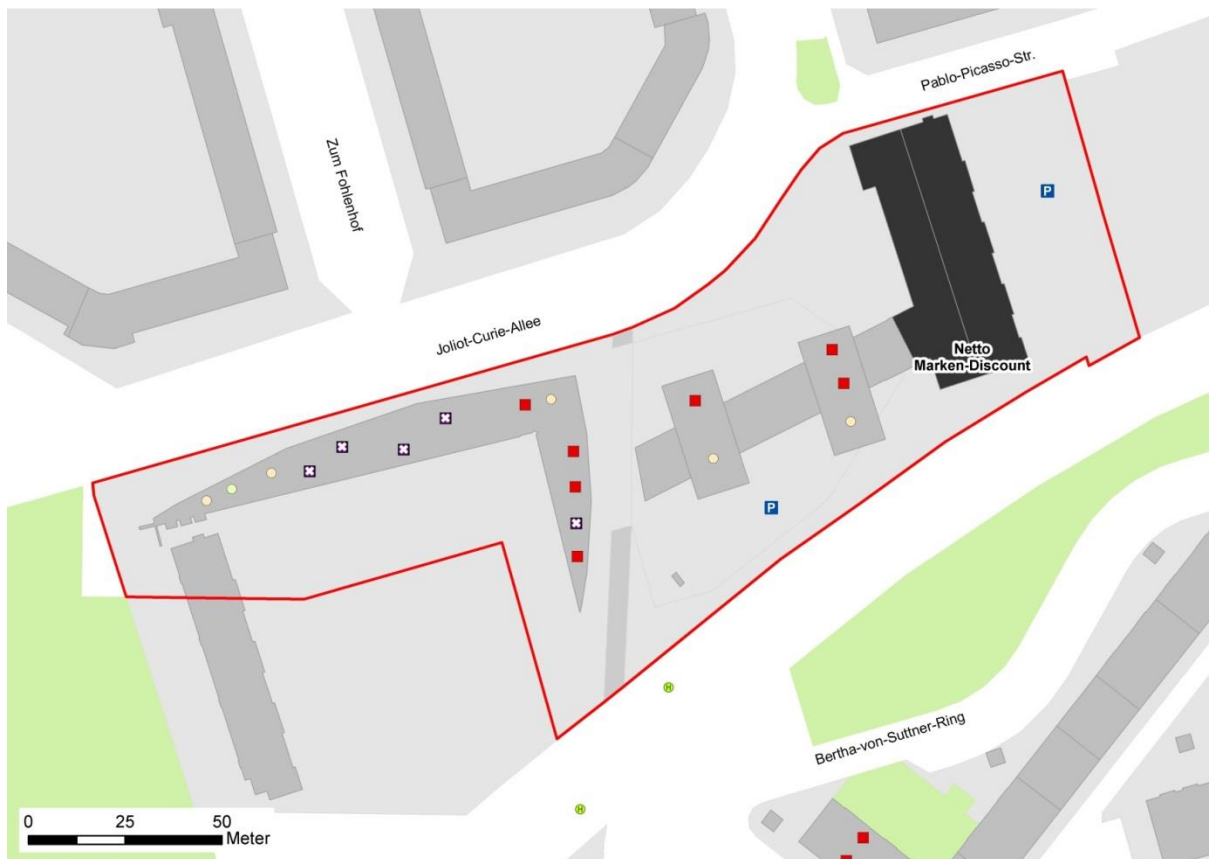 Pablo-Picasso-Str.
P
Zum Fohlenhof
Joliot-Curie-Allee
Netto
Marken-Discount
P
H
Bertha-von-Suttner-Ring
H
0 25 50
Meter